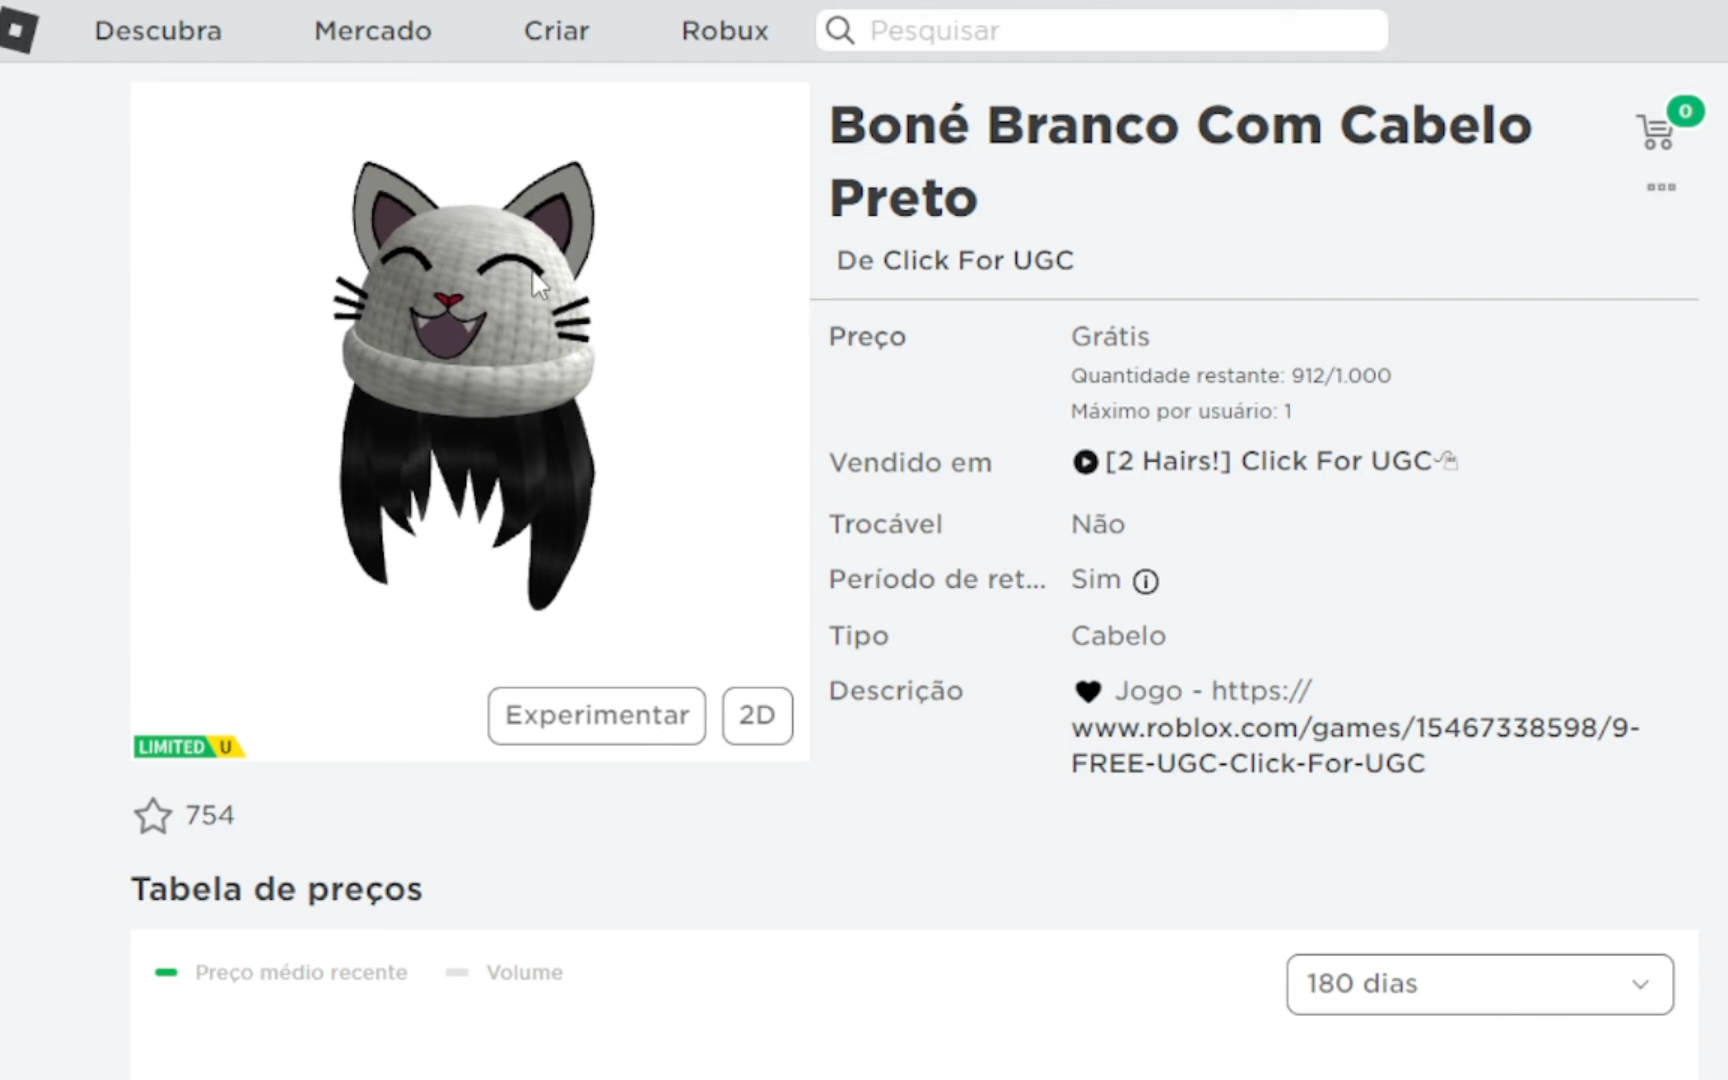 Descubra Mercado Criar Robux Pesquisar
Boné Branco Com Cabelo
Preto
0
De Click For UGC
Preço Grátis
Quantidade restante: 912/1.000
Máximo por usuário: 1
Vendido em [2 Hairs!] Click For UGC
Trocável Não
Período de ret... Sim
Tipo Cabelo
Descrição Jogo - https://
www.roblox.com/games/15467338598/9-
FREE-UGC-Click-For-UGC
Experimentar 2D
LIMITED U
754
Tabela de preços
Preço médio recente Volume
180 dias